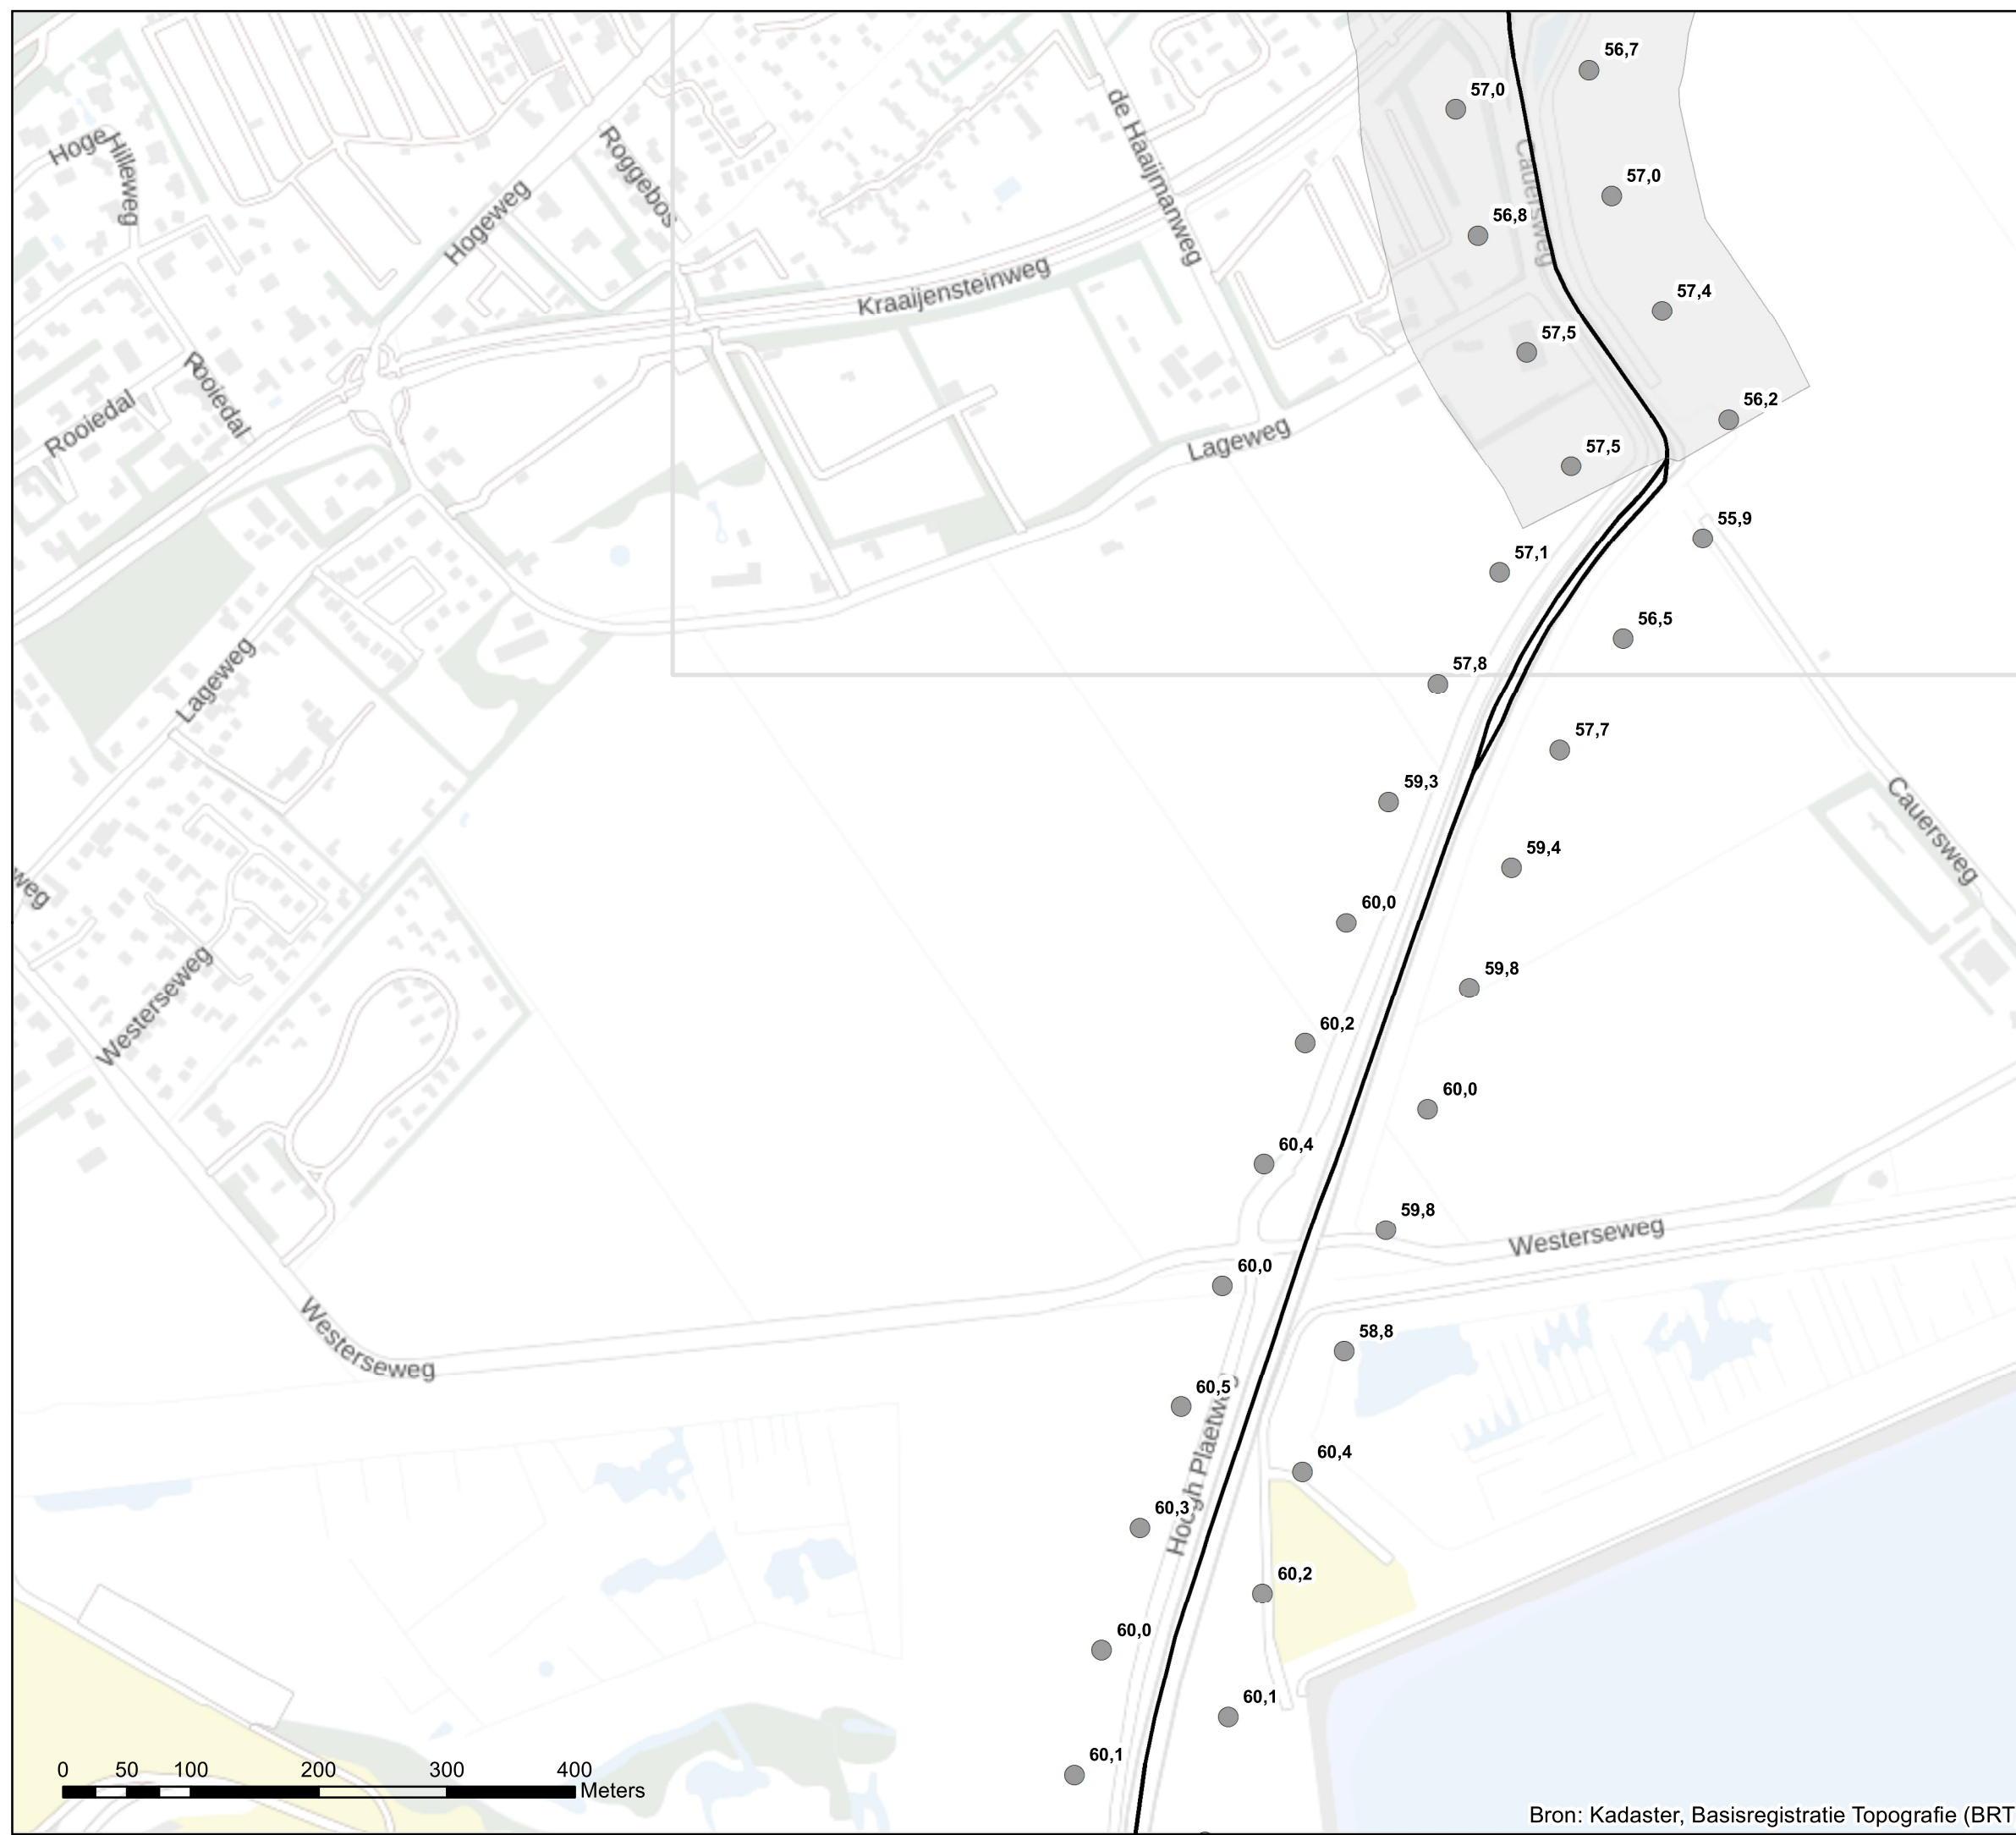 56,7
57,0
de Haaijmanweg
Roggebos
Hoge
Hilleweg
Cauersweg
57,0
Hogeweg
56,8
Kraaijensteinweg
57,4
57,5
Rooiedal
Rooiedal
56,2
Lageweg
57,5
55,9
57,1
56,5
Lageweg
57,8
57,7
59,3
Cauersweg
59,4
weg
60,0
59,8
Westerseweg
60,2
60,0
60,4
59,8
Westerseweg
60,0
Westerseweg
58,8
60,5
60,4
60,3
60,2
60,0
60,1
60,1
0 50 100 200 300 400
Meters
Bron: Kadaster, Basisregistratie Topografie (BRT